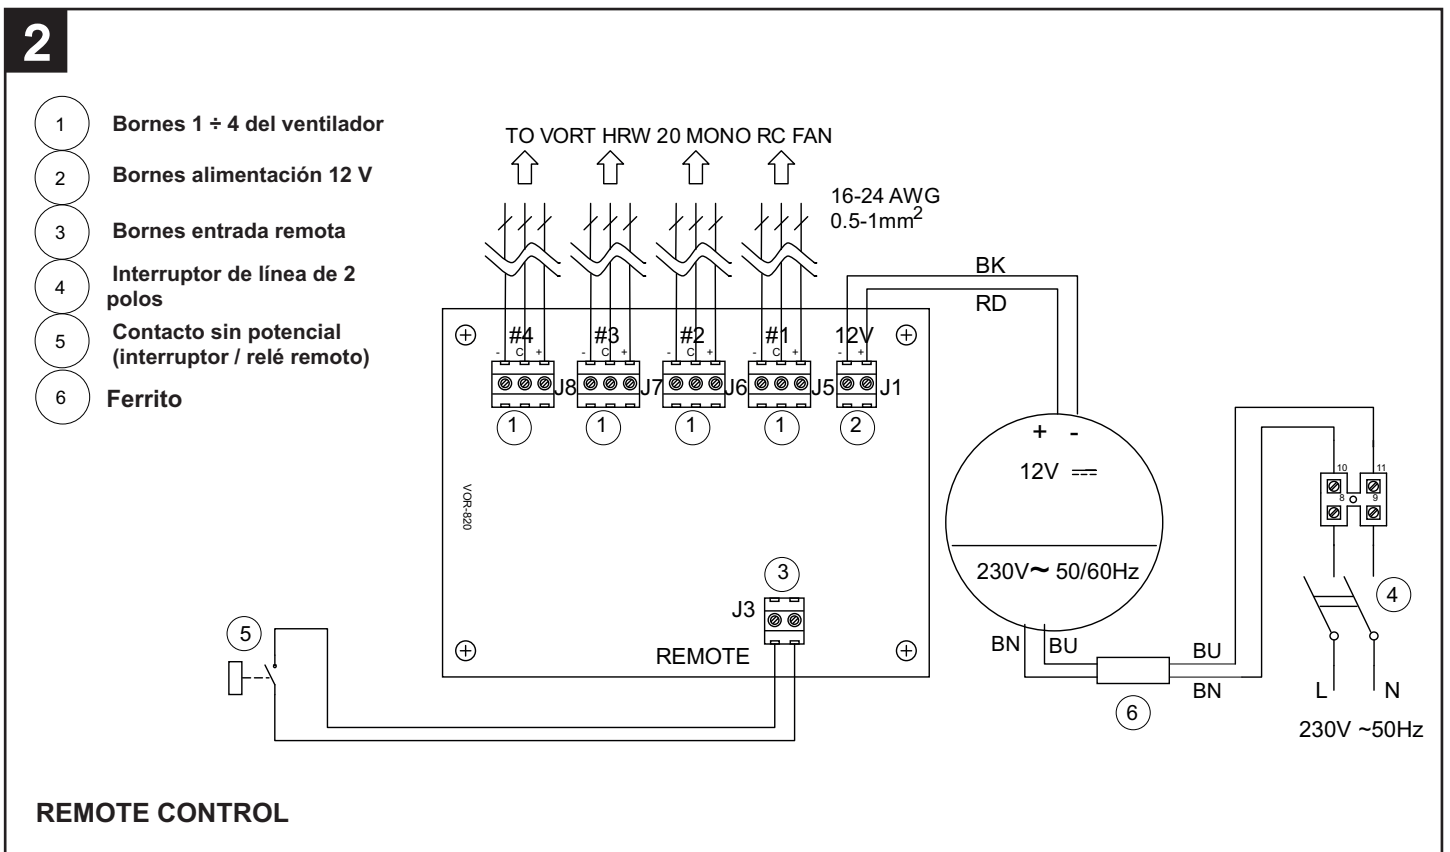 2
1 Bornes 1 ÷ 4 del ventilador
2 Bornes alimentación 12 V
3 Bornes entrada remota
4 Interruptor de línea de 2
polos
5 Contacto sin potencial
(interruptor / relé remoto)
6 Ferrito
TO VORT HRW 20 MONO RC FAN
16-24 AWG
0.5-1mm²
BK
RD
#4 #3 #2 #1 12V
- C + - C + - C + - C + - +
J8 J7 J6 J5 J1
1 1 1 1 2
+ -
12V
10 11
8 9
VOR-820
230V~ 50/60Hz
3
4
J3
5
REMOTE
BN BU
BU
BN
6
L N
230V ~50Hz
REMOTE CONTROL